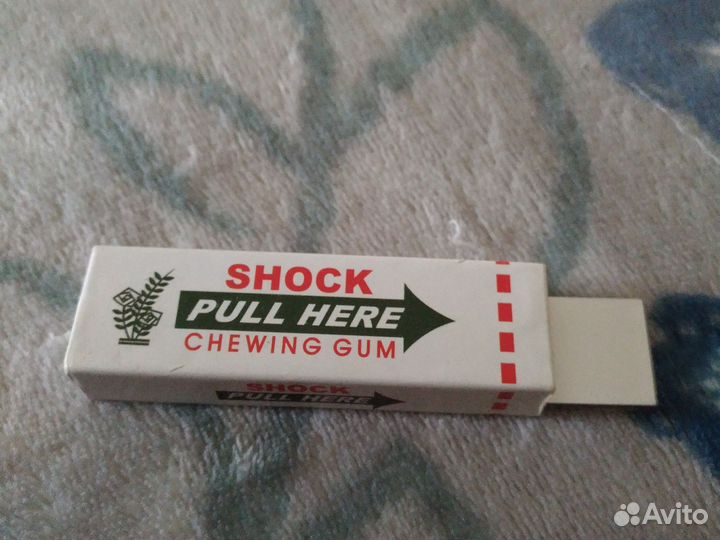 SHOCK
PULL HERE
CHEWING GUM
SHOCK
PULL HERE
Avito